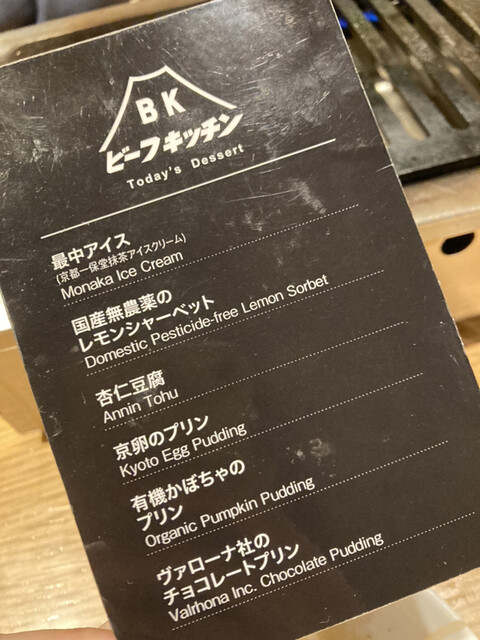 BK
ビーフキッチン
Today's Dessert
最中アイス
(京都一保堂抹茶アイスクリーム)
Monaka Ice Cream
国産無農薬の
レモンシャーベット
Domestic Pesticide-free Lemon Sorbet
杏仁豆腐
Annin Tohu
京卵のプリン
Kyoto Egg Pudding
有機かぼちゃの
プリン
Organic Pumpkin Pudding
ヴァローナ社の
チョコレートプリン
Valrhona Inc. Chocolate Pudding